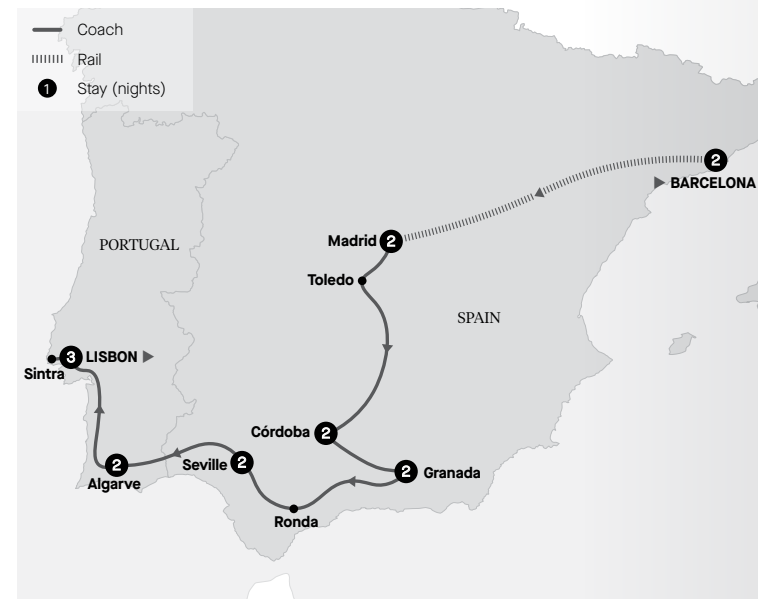 Coach
Rail
1 Stay (nights)
2
BARCELONA
PORTUGAL
Madrid 2
Toledo
SPAIN
3 LISBON
Sintra
Córdoba 2
Seville 2
2 Granada
2
Algarve
Ronda